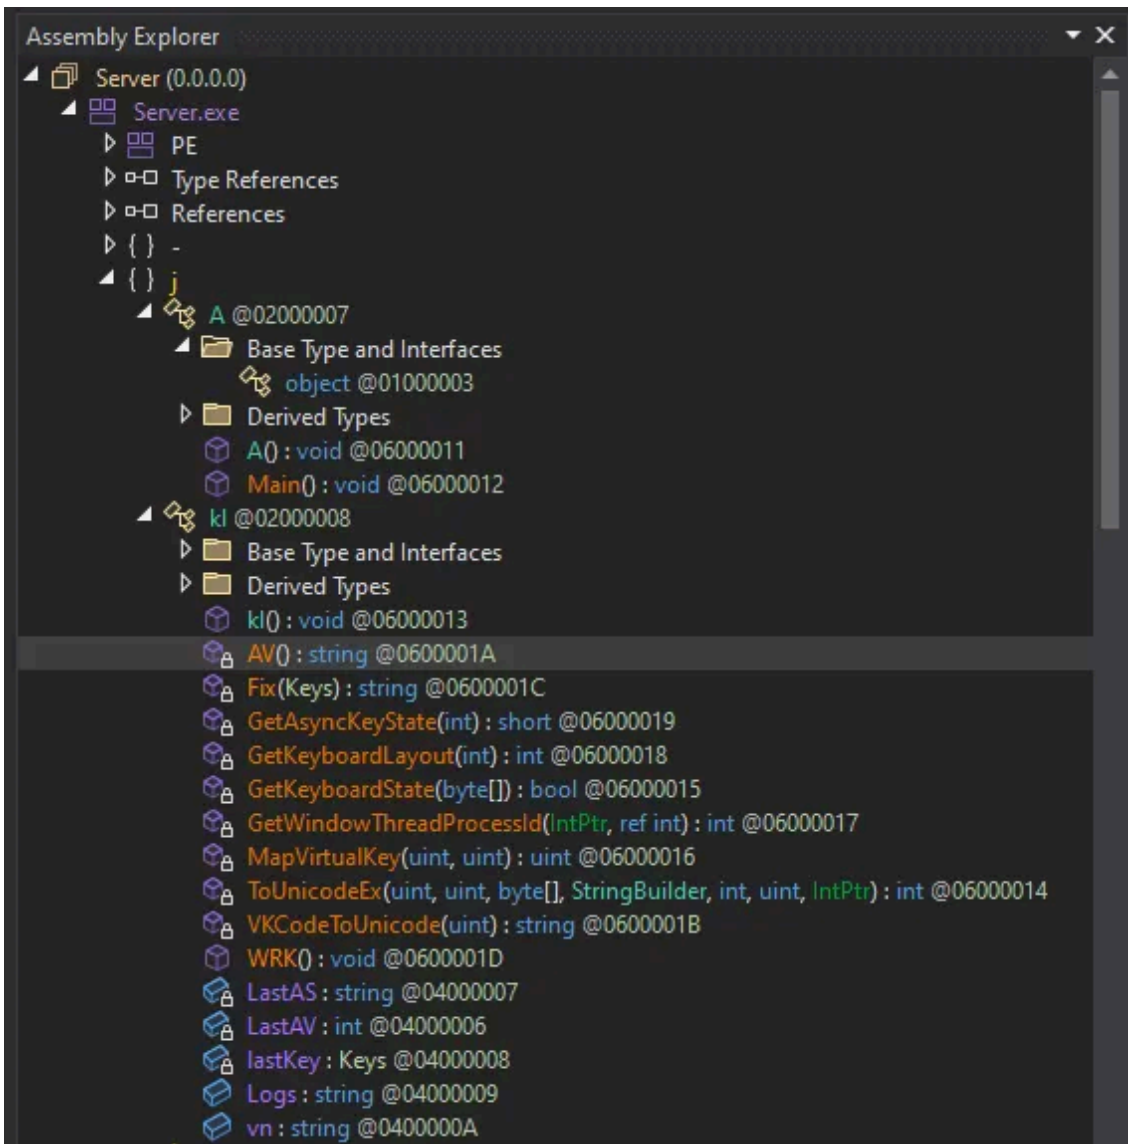 Assembly Explorer
Server (0.0.0.0)
Server.exe
PE
Type References
References
{ } -
{ } j
A @02000007
Base Type and Interfaces
object @01000003
Derived Types
A() : void @06000011
Main() : void @06000012
kl @02000008
Base Type and Interfaces
Derived Types
kl() : void @06000013
AV() : string @0600001A
Fix(Keys) : string @0600001C
GetAsyncKeyState(int) : short @06000019
GetKeyboardLayout(int) : int @06000018
GetKeyboardState(byte[]) : bool @06000015
GetWindowThreadProcessId(IntPtr, ref int) : int @06000017
MapVirtualKey(uint, uint) : uint @06000016
ToUnicodeEx(uint, uint, byte[], StringBuilder, int, uint, IntPtr) : int @06000014
VKCodeToUnicode(uint) : string @0600001B
WRK() : void @0600001D
LastAS : string @04000007
LastAV : int @04000006
lastKey : Keys @04000008
Logs : string @04000009
vn : string @0400000A